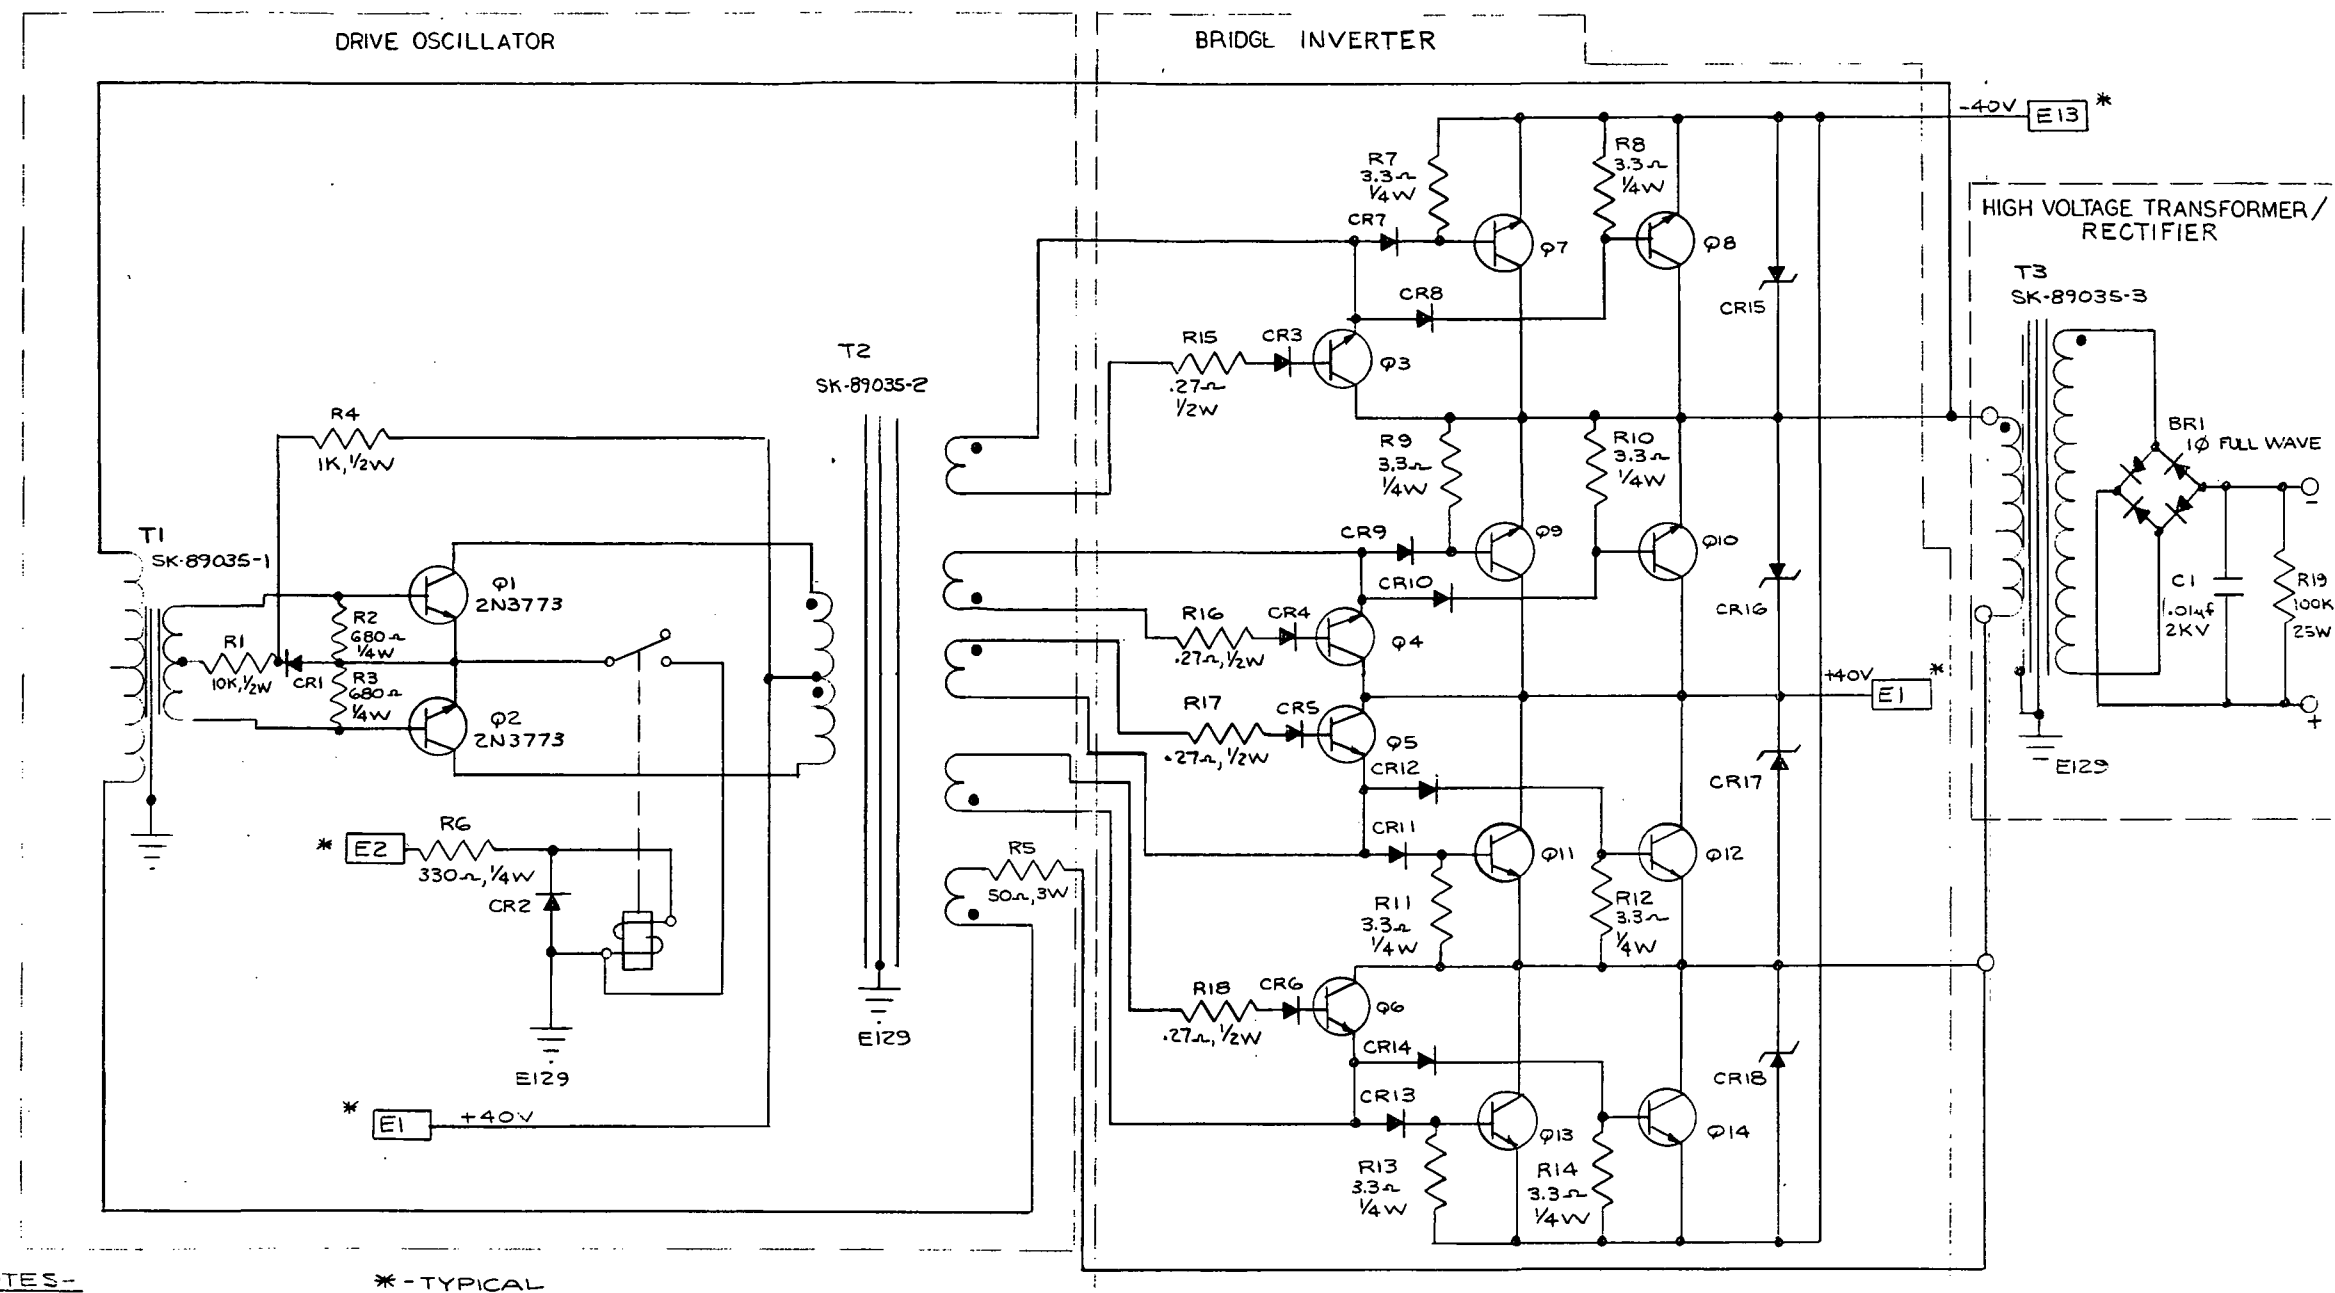 DRIVE OSCILLATOR
BRIDGE INVERTER
-40V
E13 *
HIGH VOLTAGE TRANSFORMER/
RECTIFIER
T3
SK-89035-3
R7
3.3Ω
1/4W
R8
3.3Ω
1/4W
CR7
Q7
Q8
CR8
CR15
R15
.27Ω
1/2W
CR3
Q3
T2
SK-89035-2
R4
1K, 1/2W
R9
3.3Ω
1/4W
R10
3.3Ω
1/4W
BR1
1Ø FULL WAVE
-
T1
SK-89035-1
Q1
2N3773
CR9
Q9
Q10
CR10
CR16
C1
.01µf
2KV
R19
100K
25W
R2
680Ω
1/4W
R1
10K, 1/2W
CR1
R3
680Ω
1/4W
Q2
2N3773
R16
.27Ω, 1/2W
CR4
Q4
+40V
E1
*
R17
.27Ω, 1/2W
CR5
Q5
+
CR12
CR17
E129
* E2
R6
330Ω, 1/4W
CR2
R5
50Ω, 3W
CR11
Q11
Q12
R11
3.3Ω
1/4W
R12
3.3Ω
1/4W
R18
.27Ω, 1/2W
CR6
Q6
E129
E129
CR14
CR18
*
E1
+40V
CR13
Q13
Q14
R13
3.3Ω
1/4W
R14
3.3Ω
1/4W
TES-
* - TYPICAL